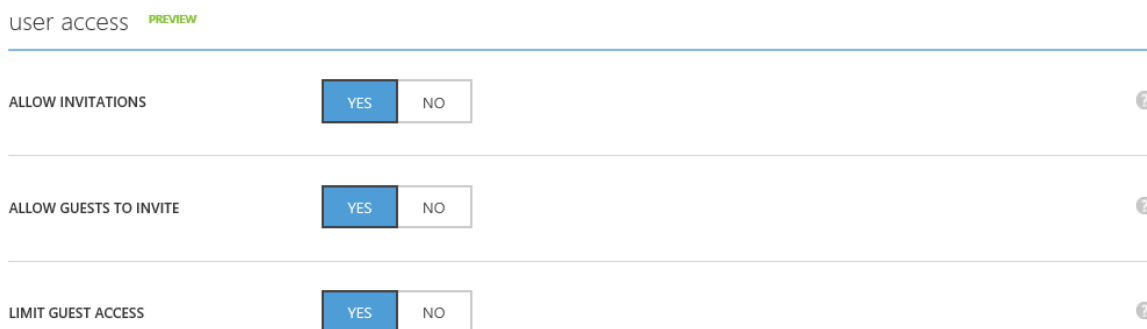 user access PREVIEW
ALLOW INVITATIONS YES NO ?
ALLOW GUESTS TO INVITE YES NO ?
LIMIT GUEST ACCESS YES NO ?